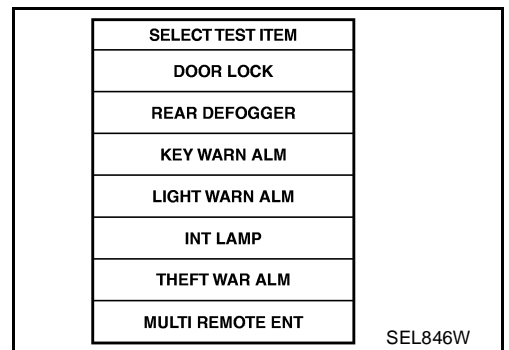 SELECT TEST ITEM
DOOR LOCK
REAR DEFOGGER
KEY WARN ALM
LIGHT WARN ALM
INT LAMP
THEFT WAR ALM
MULTI REMOTE ENT
SEL846W